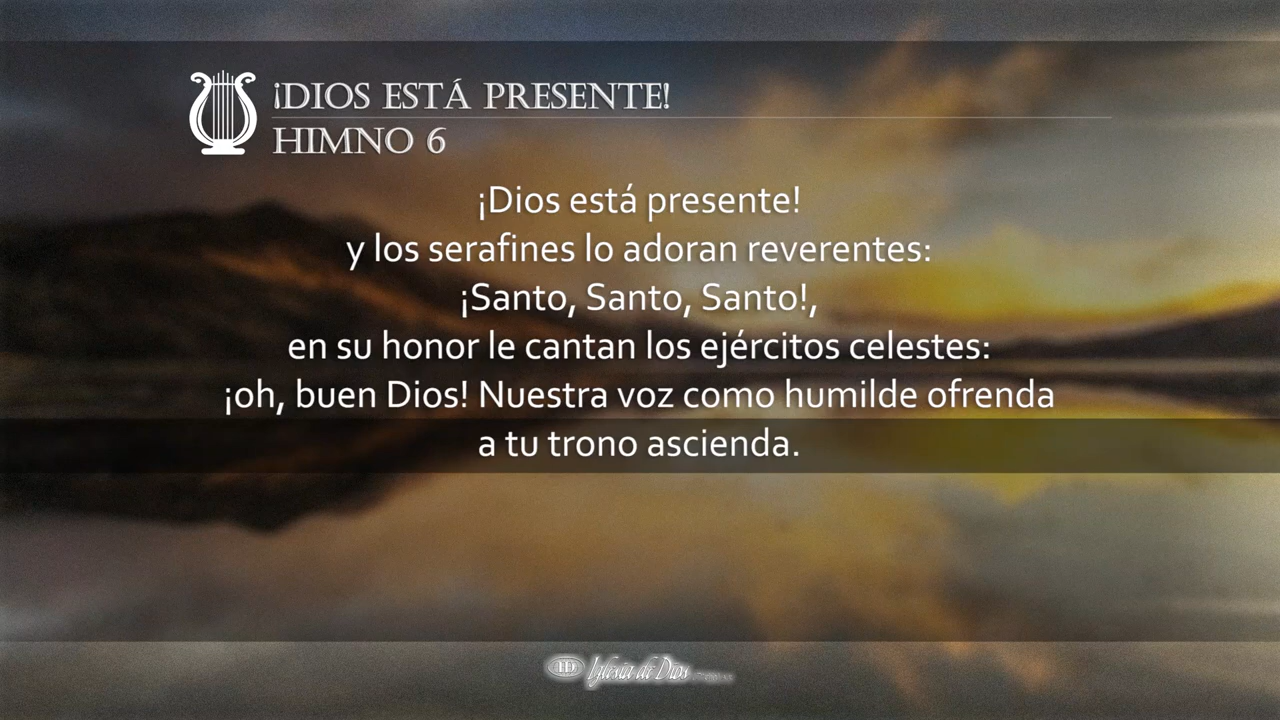 ¡DIOS ESTÁ PRESENTE!
HIMNO 6
¡Dios está presente!
y los serafines lo adoran reverentes:
¡Santo, Santo, Santo!,
en su honor le cantan los ejércitos celestes:
¡oh, buen Dios! Nuestra voz como humilde ofrenda
a tu trono ascienda.
ID Iglesia de Dios